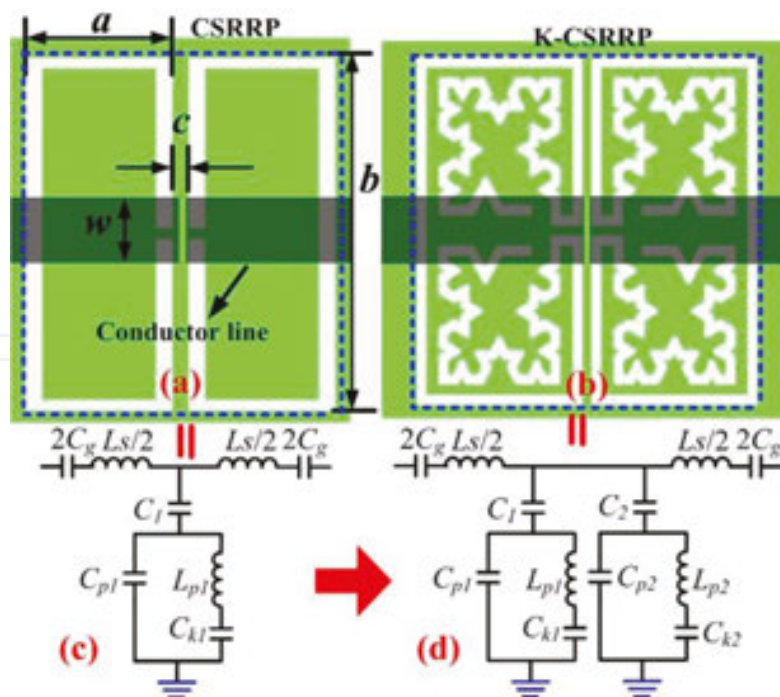 CSRRP
K-CSRRP
a
c
b
w
Conductor line
(a)
(b)
2Cg Ls/2 Ls/2 2Cg
2Cg Ls/2 Ls/2 2Cg
C1
C1
C2
Cp1
Lp1
Ck1
Cp1
Lp1
Ck1
Cp2
Lp2
Ck2
(c)
(d)